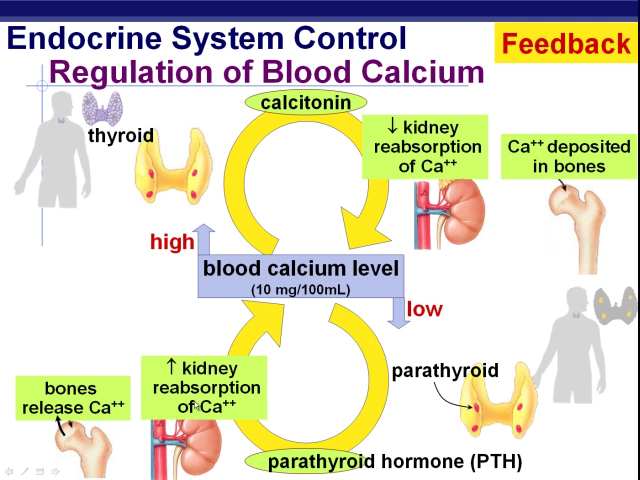 Endocrine System Control
Feedback
Regulation of Blood Calcium
calcitonin
thyroid
↓ kidney
reabsorption
of Ca++
Ca++ deposited
in bones
high
blood calcium level
(10 mg/100mL)
low
↑ kidney
reabsorption
of Ca++
parathyroid
bones
release Ca++
parathyroid hormone (PTH)